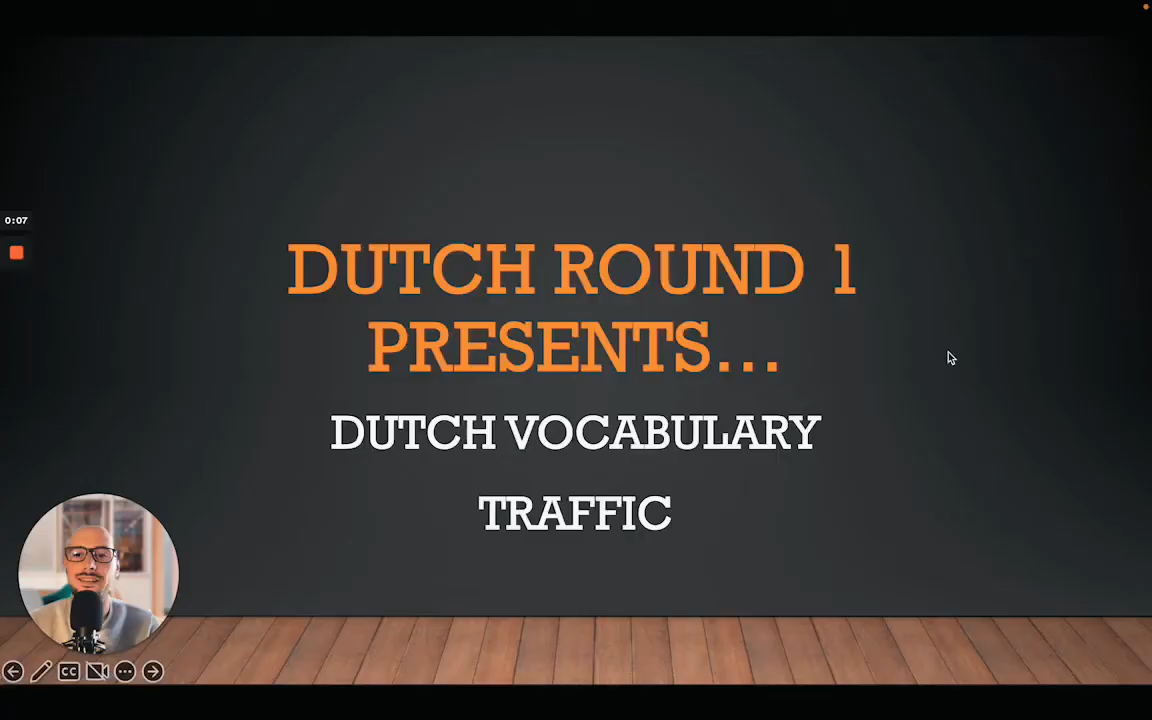 0:07
DUTCH ROUND 1
PRESENTS...
DUTCH VOCABULARY
TRAFFIC
CC